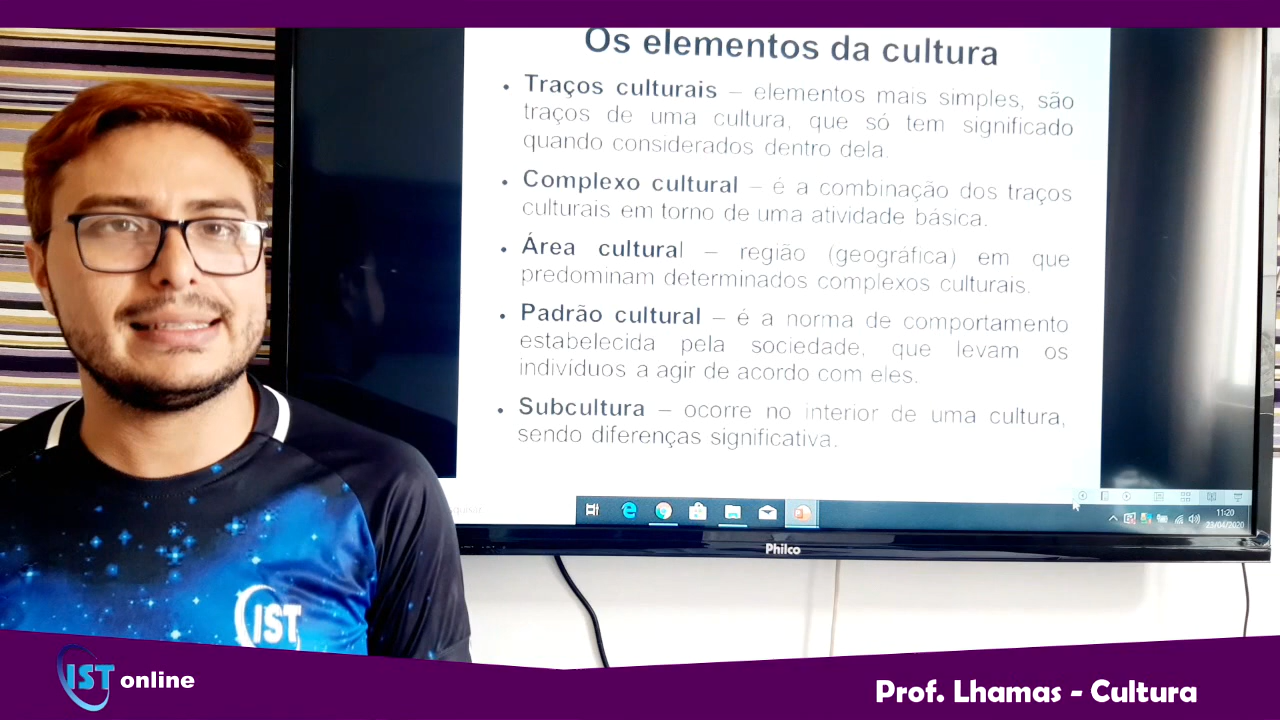 Os elementos da cultura
• Traços culturais – elementos mais simples, são
traços de uma cultura, que só tem significado
quando considerados dentro dela.
• Complexo cultural – é a combinação dos traços
culturais em torno de uma atividade básica.
• Área cultural – região (geográfica) em que
predominam determinados complexos culturais.
• Padrão cultural – é a norma de comportamento
estabelecida pela sociedade, que levam os
indivíduos a agir de acordo com eles.
• Subcultura – ocorre no interior de uma cultura,
sendo diferenças significativa.
11:20
23/04/2020
Philco
IST
IST online
Prof. Lhamas - Cultura